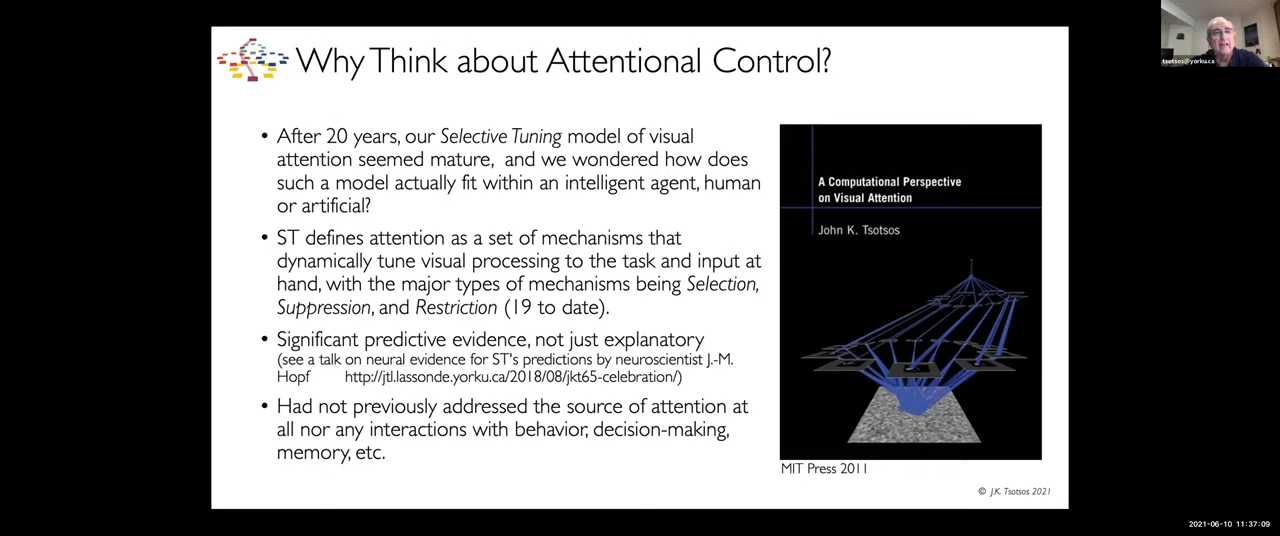 Why Think about Attentional Control?
tsotsos@yorku.ca
• After 20 years, our Selective Tuning model of visual
attention seemed mature, and we wondered how does
such a model actually fit within an intelligent agent, human
or artificial?
• ST defines attention as a set of mechanisms that
dynamically tune visual processing to the task and input at
hand, with the major types of mechanisms being Selection,
Suppression, and Restriction (19 to date).
• Significant predictive evidence, not just explanatory
(see a talk on neural evidence for ST's predictions by neuroscientist J.-M.
Hopf http://jtl.lassonde.yorku.ca/2018/08/jkt65-celebration/)
• Had not previously addressed the source of attention at
all nor any interactions with behavior, decision-making,
memory, etc.
A Computational Perspective
on Visual Attention
John K. Tsotsos
MIT Press 2011
© J.K. Tsotsos 2021
2021-06-10 11:37:09